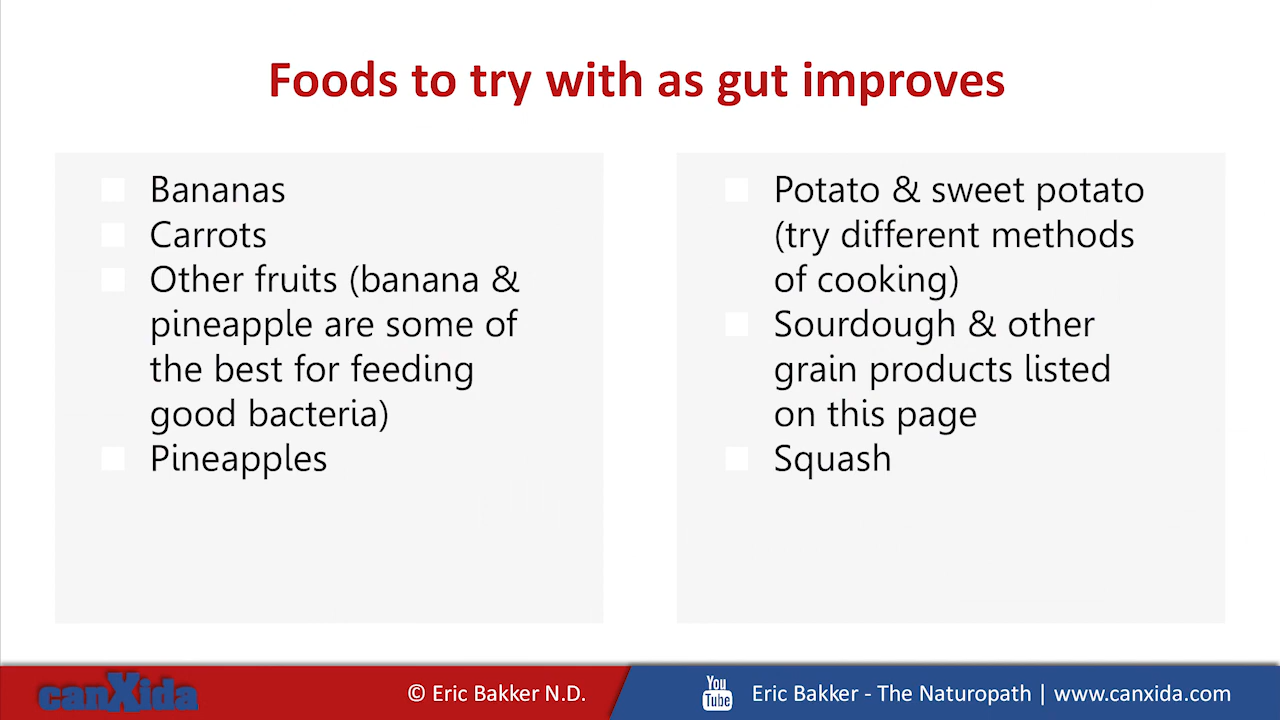 Foods to try with as gut improves
Bananas
Carrots
Other fruits (banana &
pineapple are some of
the best for feeding
good bacteria)
Pineapples
Potato & sweet potato
(try different methods
of cooking)
Sourdough & other
grain products listed
on this page
Squash
canXida
© Eric Bakker N.D.
You
Tube
Eric Bakker - The Naturopath | www.canxida.com